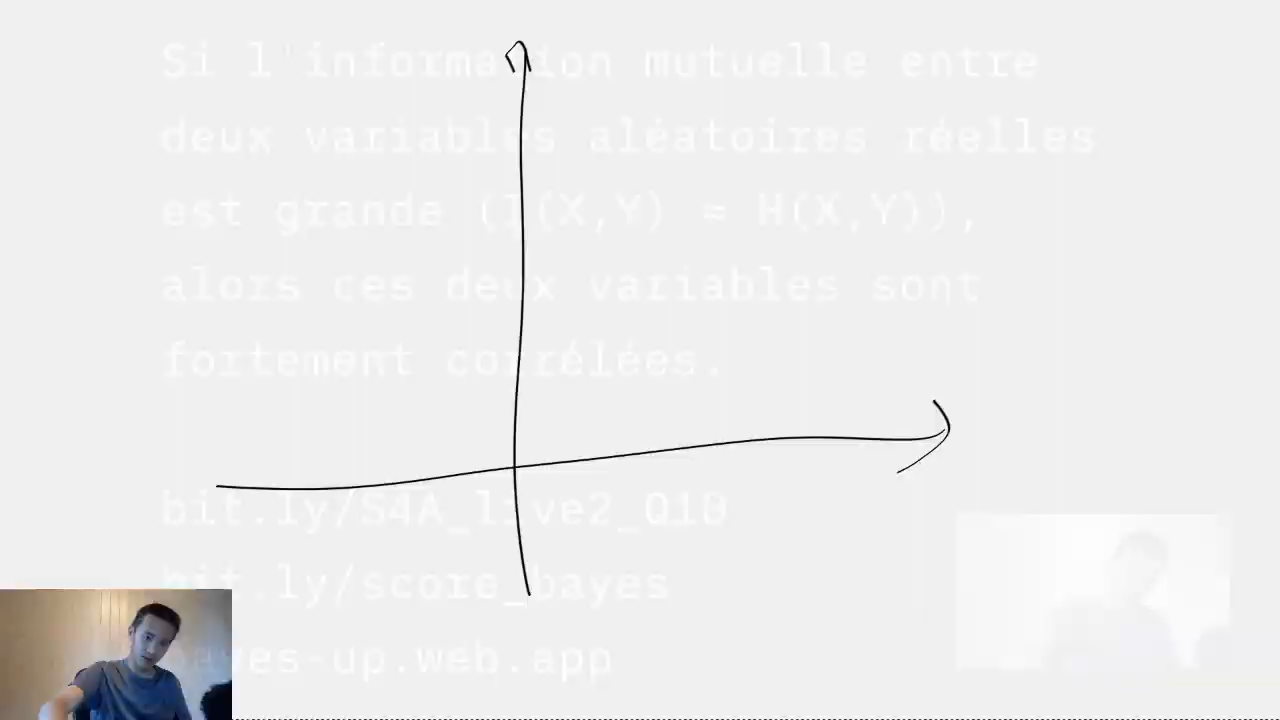 Si l'information mutuelle entre
deux variables aléatoires réelles
est grande (I(X,Y) ≈ H(X,Y)),
alors ces deux variables sont
fortement corrélées.
bit.ly/S4A_live2_Q10
bit.ly/score_bayes
bayes-up.web.app